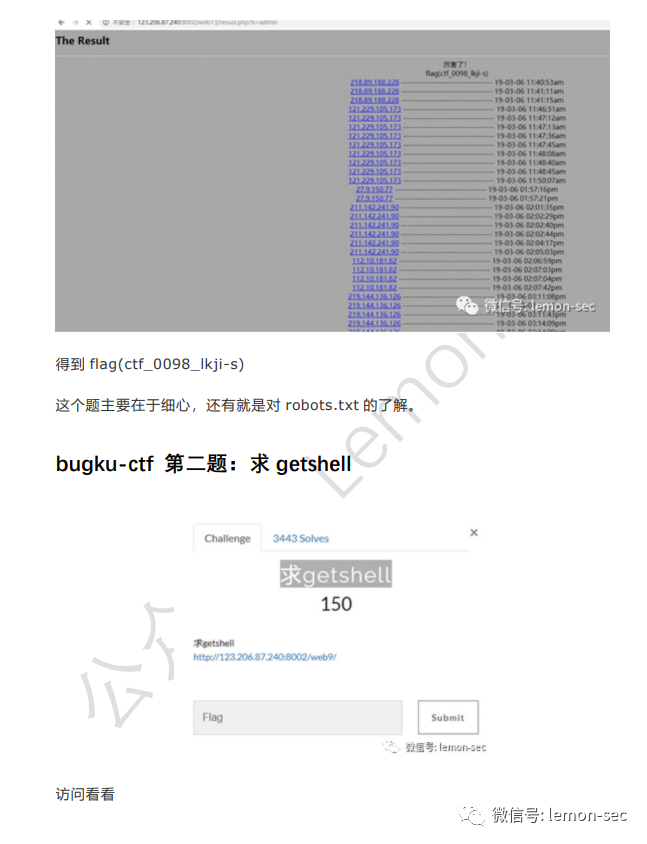 不安全 | 123.206.87.240:8002/web13/resusl.php?x=admin
The Result
厉害了!
flag(ctf_0098_lkji-s)
218.89.188.228 19-03-06 11:40:53am
218.89.188.228 19-03-06 11:41:11am
218.89.188.228 19-03-06 11:41:15am
121.229.105.173 19-03-06 11:46:31am
121.229.105.173 19-03-06 11:47:12am
121.229.105.173 19-03-06 11:47:13am
121.229.105.173 19-03-06 11:47:36am
121.229.105.173 19-03-06 11:47:45am
121.229.105.173 19-03-06 11:48:08am
121.229.105.173 19-03-06 11:48:40am
121.229.105.173 19-03-06 11:48:45am
121.229.105.173 19-03-06 11:50:07am
27.9.150.77 19-03-06 01:57:16pm
27.9.150.77 19-03-06 01:57:21pm
211.142.241.90 19-03-06 02:01:35pm
211.142.241.90 19-03-06 02:02:29pm
211.142.241.90 19-03-06 02:02:40pm
211.142.241.90 19-03-06 02:02:44pm
211.142.241.90 19-03-06 02:04:17pm
211.142.241.90 19-03-06 02:05:03pm
112.10.181.82 19-03-06 02:06:59pm
112.10.181.82 19-03-06 02:07:03pm
112.10.181.82 19-03-06 02:07:04pm
112.10.181.82 19-03-06 02:07:42pm
219.144.136.126 19-03-06 03:11:08pm
219.144.136.126
219.144.136.126 19-03-06 03:11:43pm
219.144.136.126 19-03-06 03:14:09pm
微信号: lemon-sec
得到 flag(ctf_0098_lkji-s)
这个题主要在于细心，还有就是对 robots.txt 的了解。
Lemon
bugku-ctf 第二题：求 getshell
Challenge 3443 Solves ×
求getshell
150
求getshell
http://123.206.87.240:8002/web9/
公众
Flag Submit
微信号: lemon-sec
访问看看
微信号: lemon-sec